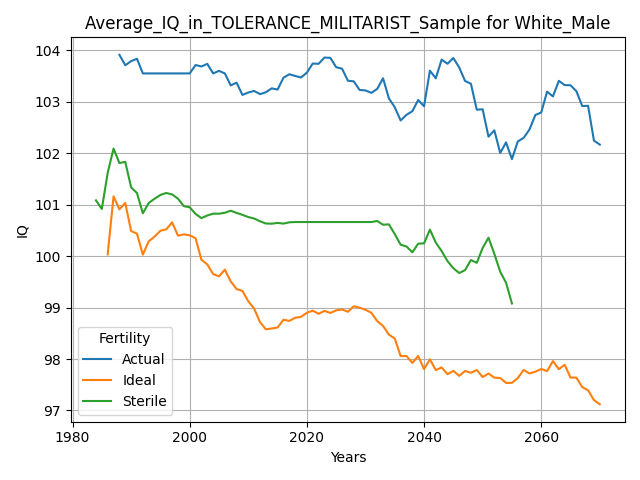 Average_IQ_in_TOLERANCE_MILITARIST_Sample for White_Male
104
103
102
101
100
99
98
97
IQ
Fertility
Actual
Ideal
Sterile
1980
2000
2020
2040
2060
Years